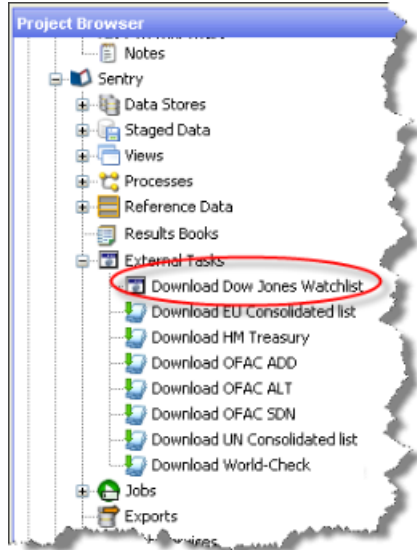 Project Browser
Notes
Sentry
Data Stores
Staged Data
Views
Processes
Reference Data
Results Books
External Tasks
Download Dow Jones Watchlist
Download EU Consolidated list
Download HM Treasury
Download OFAC ADD
Download OFAC ALT
Download OFAC SDN
Download UN Consolidated list
Download World-Check
Jobs
Exports